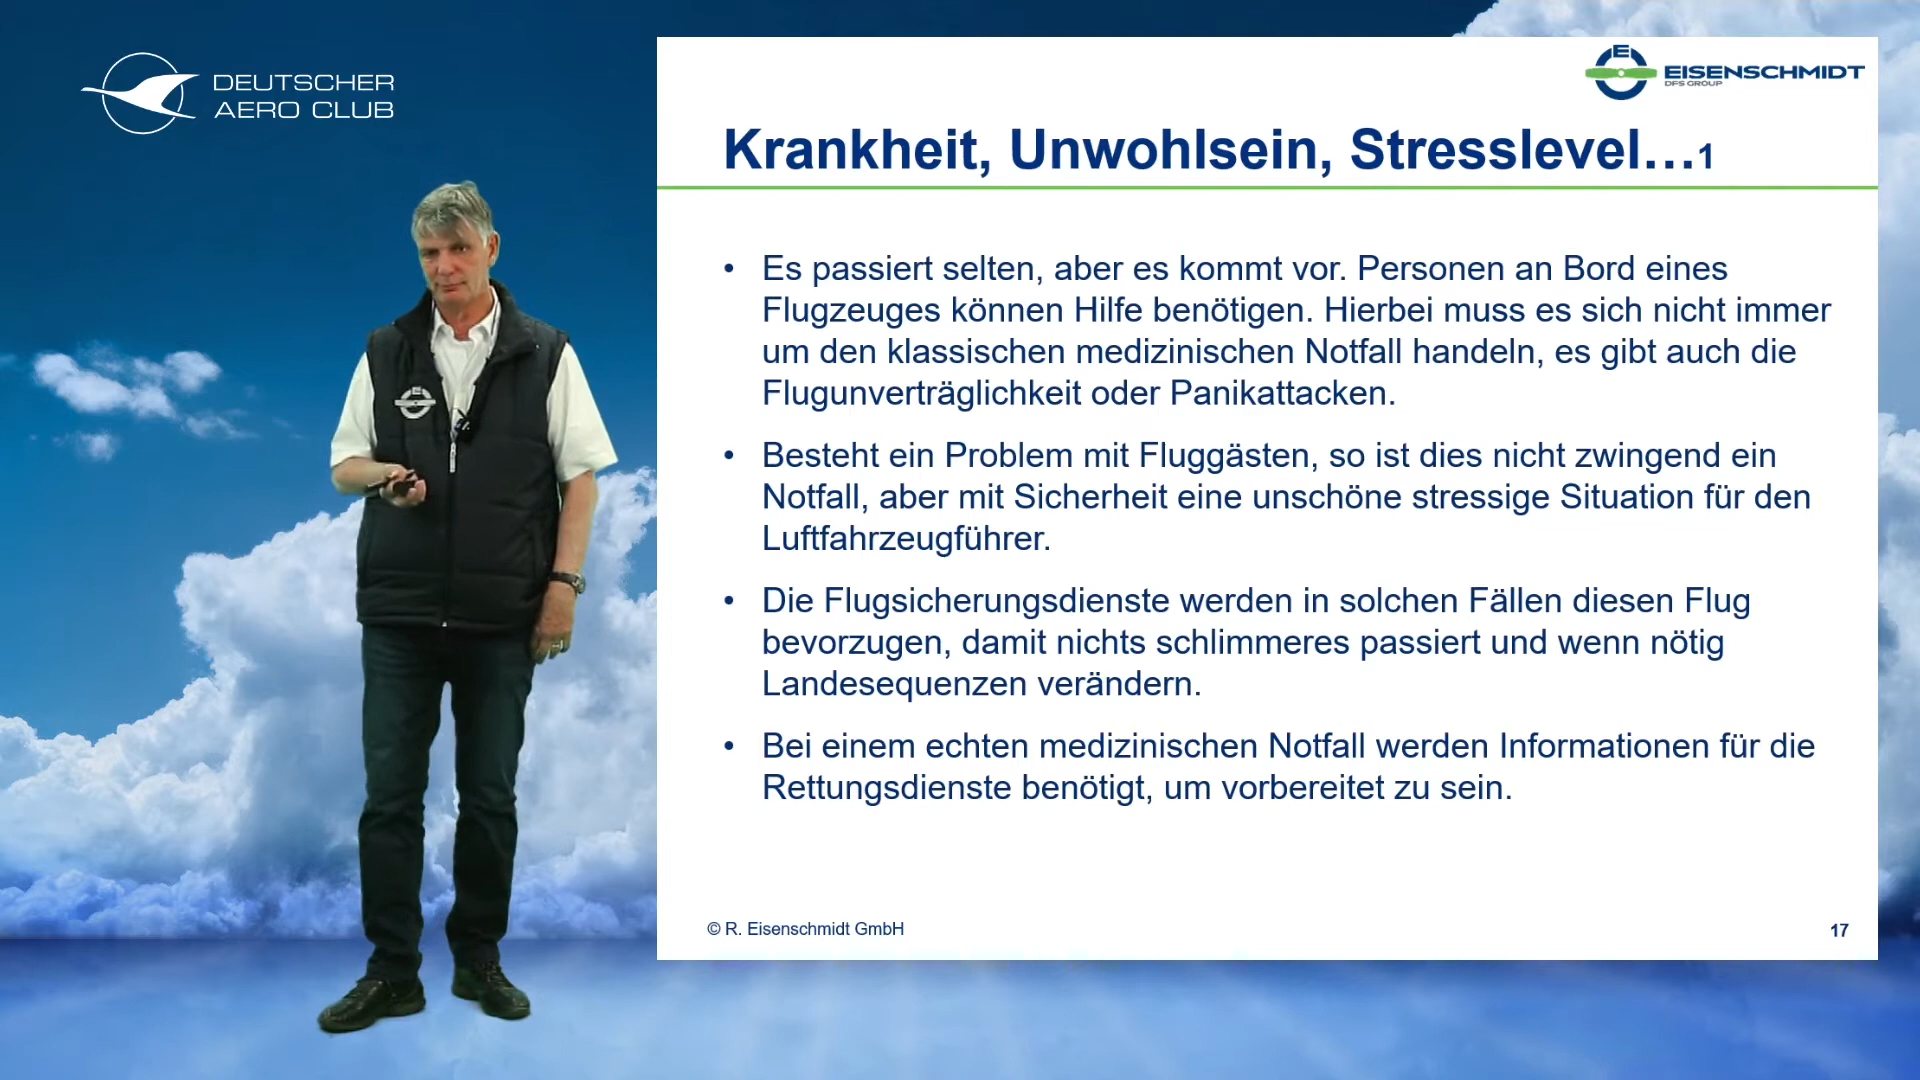 DEUTSCHER
AERO CLUB
E
EISENSCHMIDT
DFS GROUP
Krankheit, Unwohlsein, Stresslevel…1
• Es passiert selten, aber es kommt vor. Personen an Bord eines
Flugzeuges können Hilfe benötigen. Hierbei muss es sich nicht immer
um den klassischen medizinischen Notfall handeln, es gibt auch die
Flugunverträglichkeit oder Panikattacken.
• Besteht ein Problem mit Fluggästen, so ist dies nicht zwingend ein
Notfall, aber mit Sicherheit eine unschöne stressige Situation für den
Luftfahrzeugführer.
• Die Flugsicherungsdienste werden in solchen Fällen diesen Flug
bevorzugen, damit nichts schlimmeres passiert und wenn nötig
Landesequenzen verändern.
• Bei einem echten medizinischen Notfall werden Informationen für die
Rettungsdienste benötigt, um vorbereitet zu sein.
© R. Eisenschmidt GmbH
17